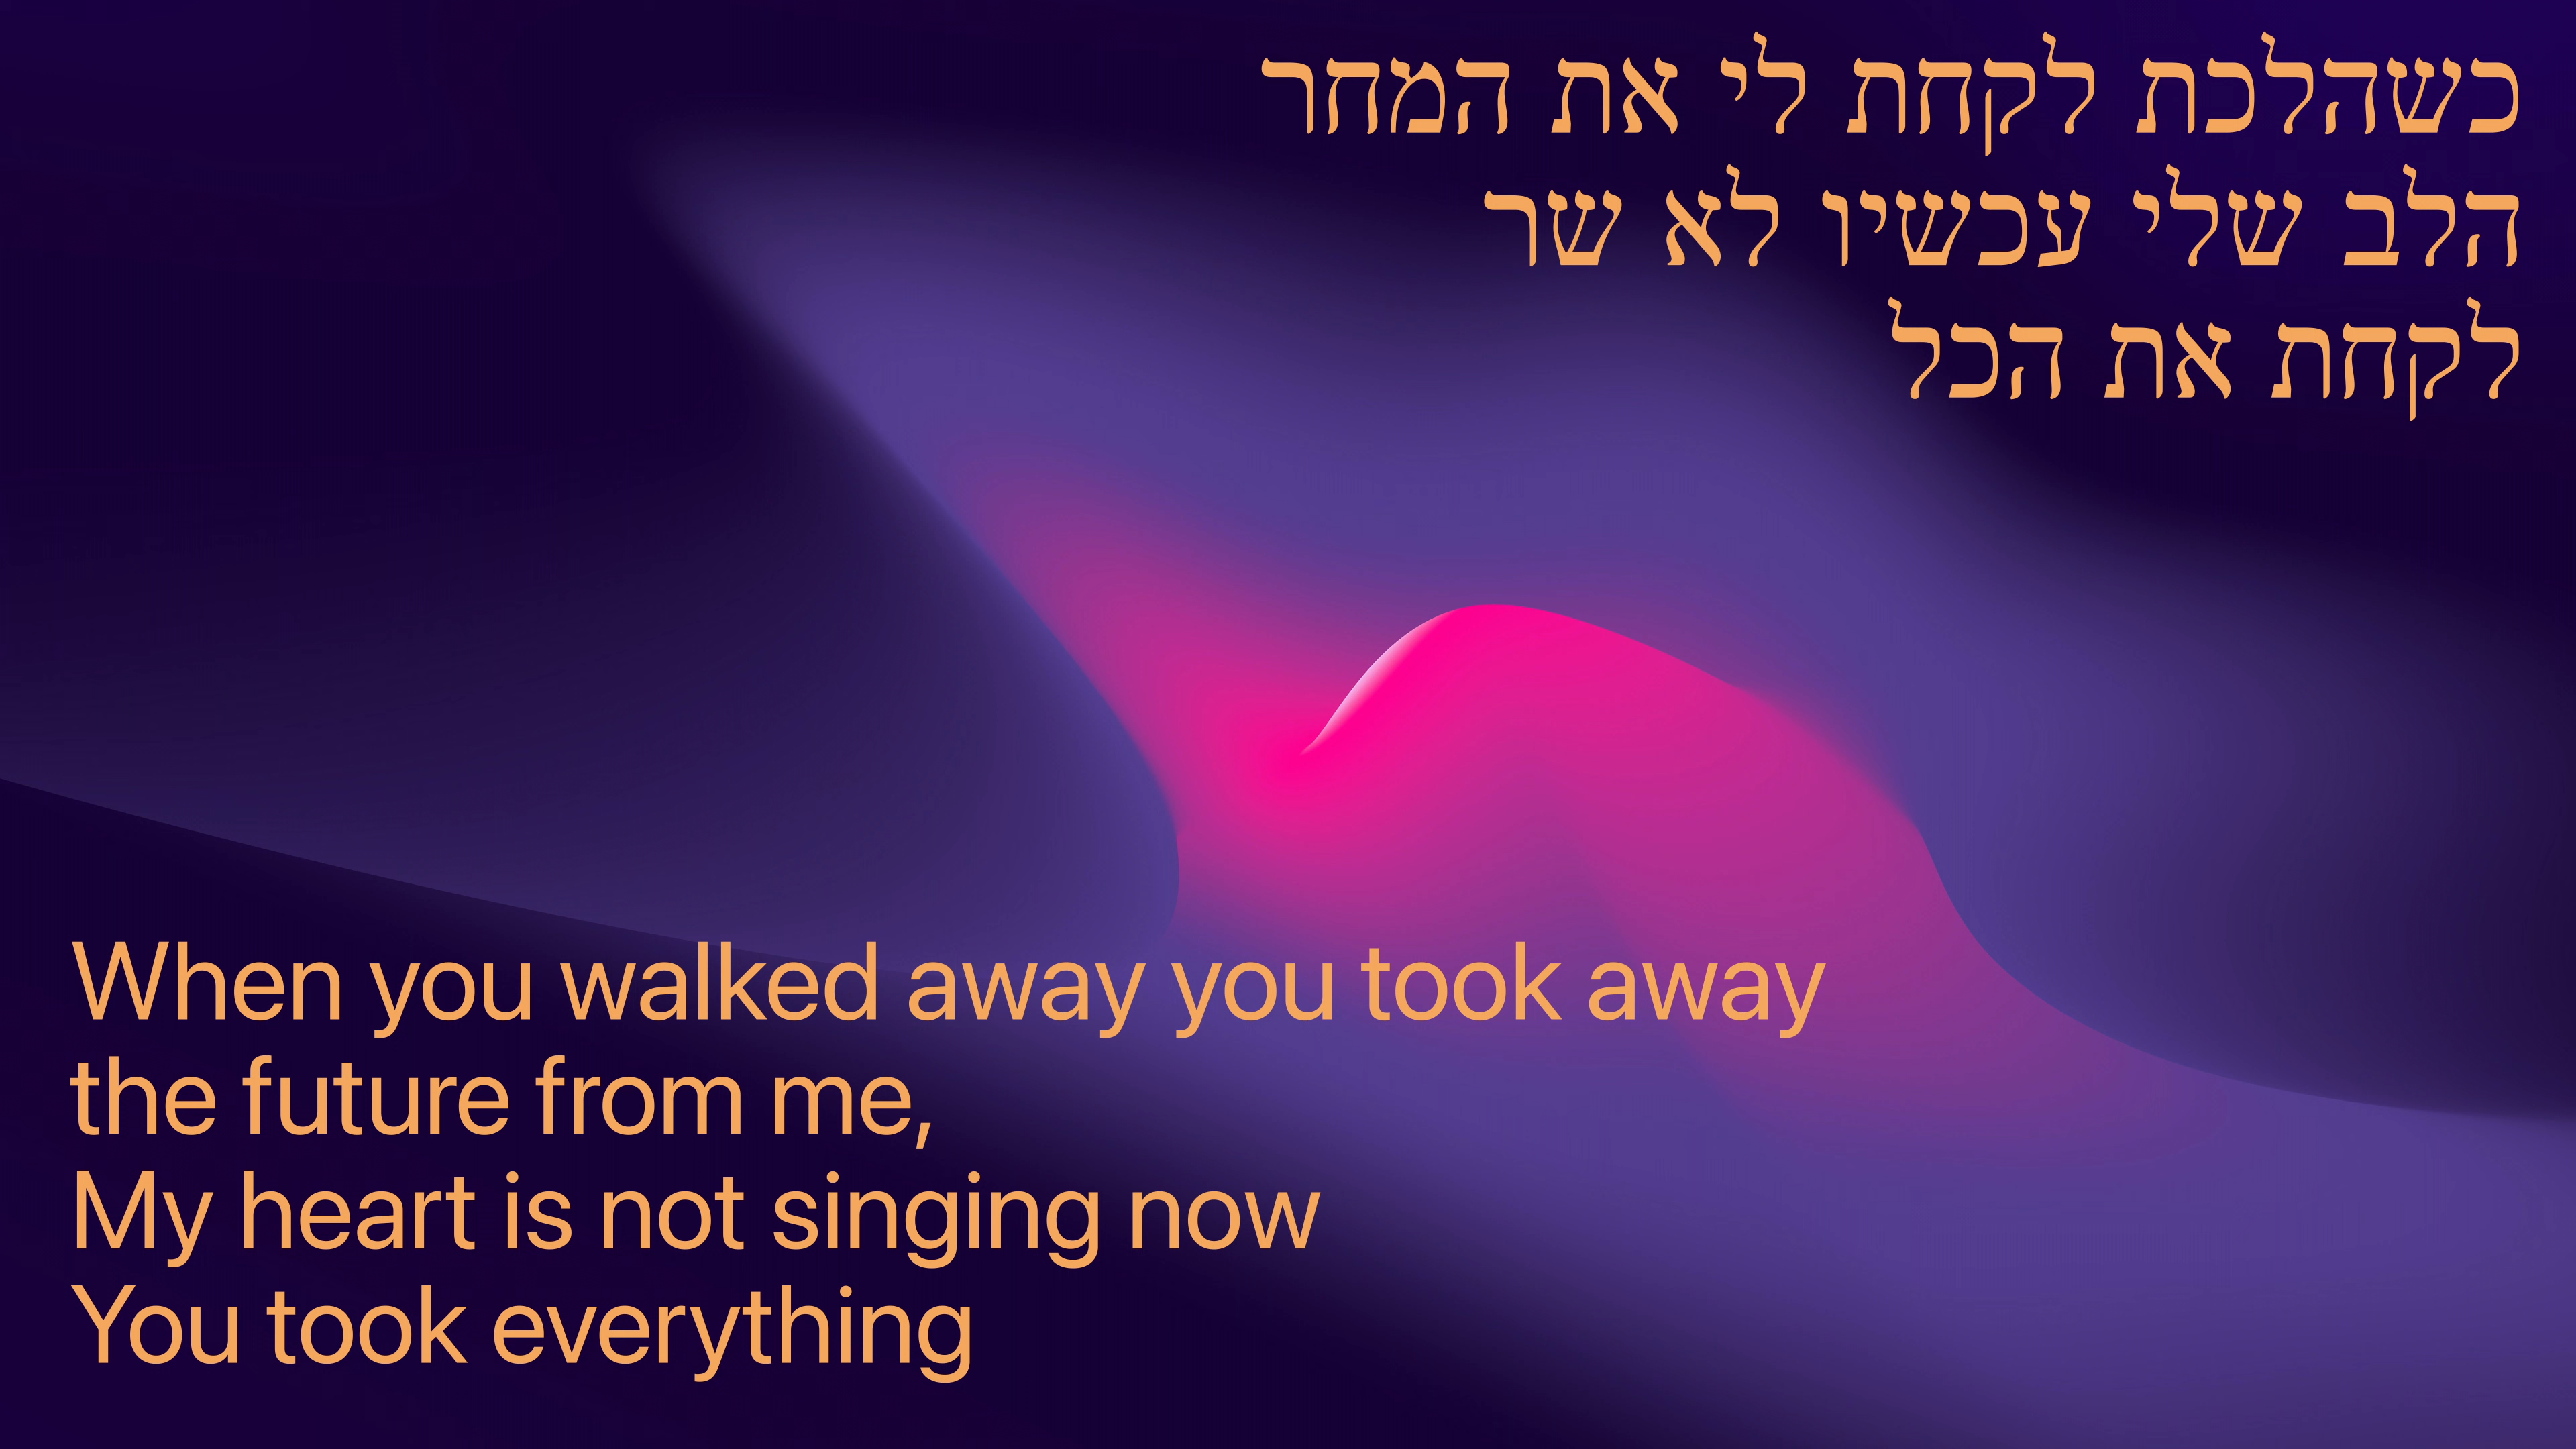 כשהלכת לקחת לי את המחר
הלב שלי עכשיו לא שר
לקחת את הכל
When you walked away you took away
the future from me,
My heart is not singing now
You took everything